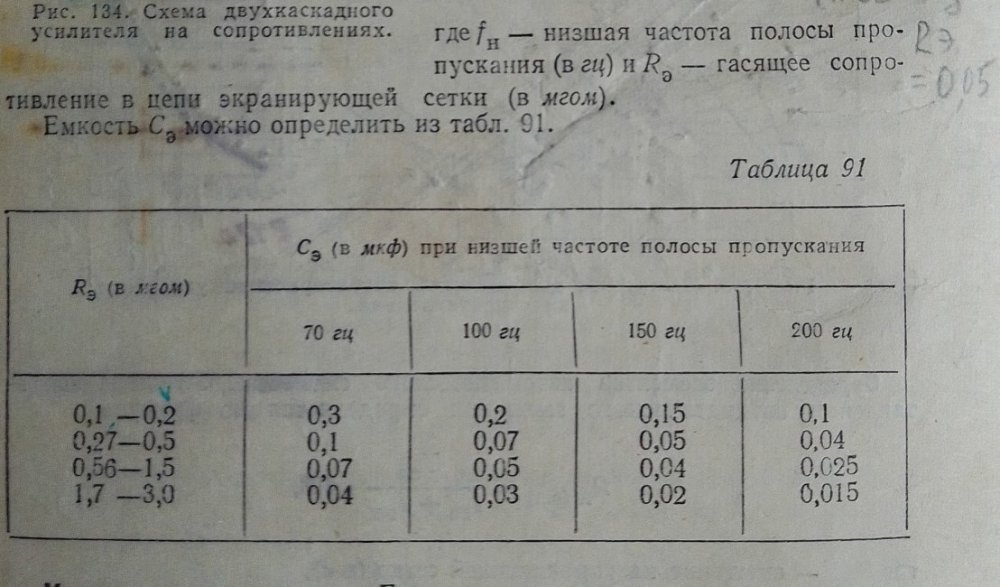 Рис. 134. Схема двухкаскадного
усилителя на сопротивлениях.
где fн — низшая частота полосы про-
пускания (в гц) и Rэ — гасящее сопро-
тивление в цепи экранирующей сетки (в мгом).
Rэ
= 0,05
Емкость Cэ можно определить из табл. 91.
Таблица 91
Rэ (в мгом)
Cэ (в мкф) при низшей частоте полосы пропускания
70 гц 100 гц 150 гц 200 гц
0,1 —0,2 0,3 0,2 0,15 0,1
0,27—0,5 0,1 0,07 0,05 0,04
0,56—1,5 0,07 0,05 0,04 0,025
1,7 —3,0 0,04 0,03 0,02 0,015